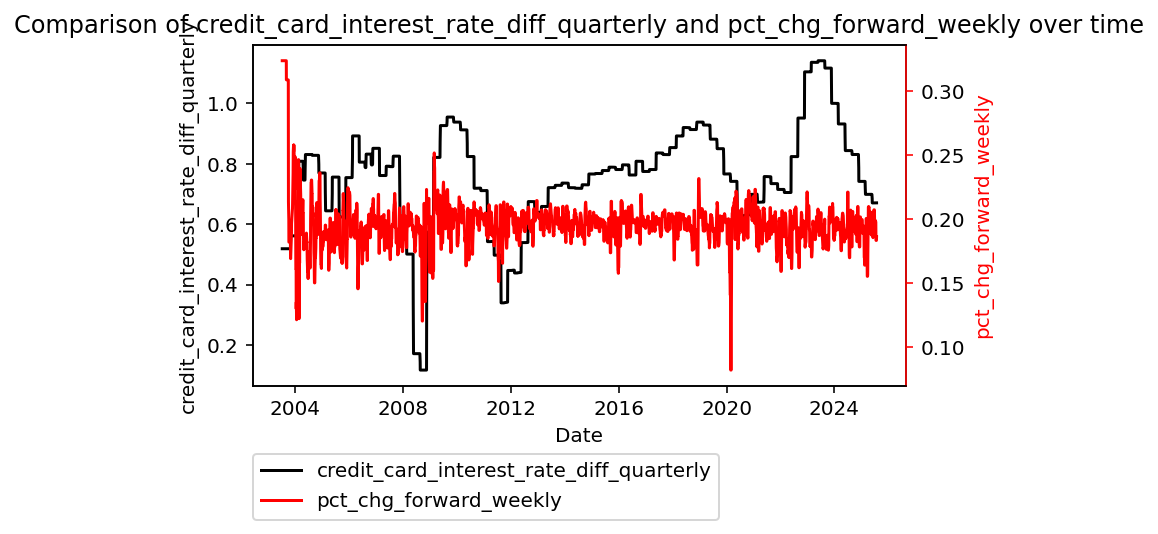 Comparison of credit_card_interest_rate_diff_quarterly and pct_chg_forward_weekly over time
credit_card_interest_rate_diff_quarterly
1.0
0.8
0.6
0.4
0.2
0.30
0.25
0.20
0.15
0.10
pct_chg_forward_weekly
2004 2008 2012 2016 2020 2024
Date
credit_card_interest_rate_diff_quarterly
pct_chg_forward_weekly